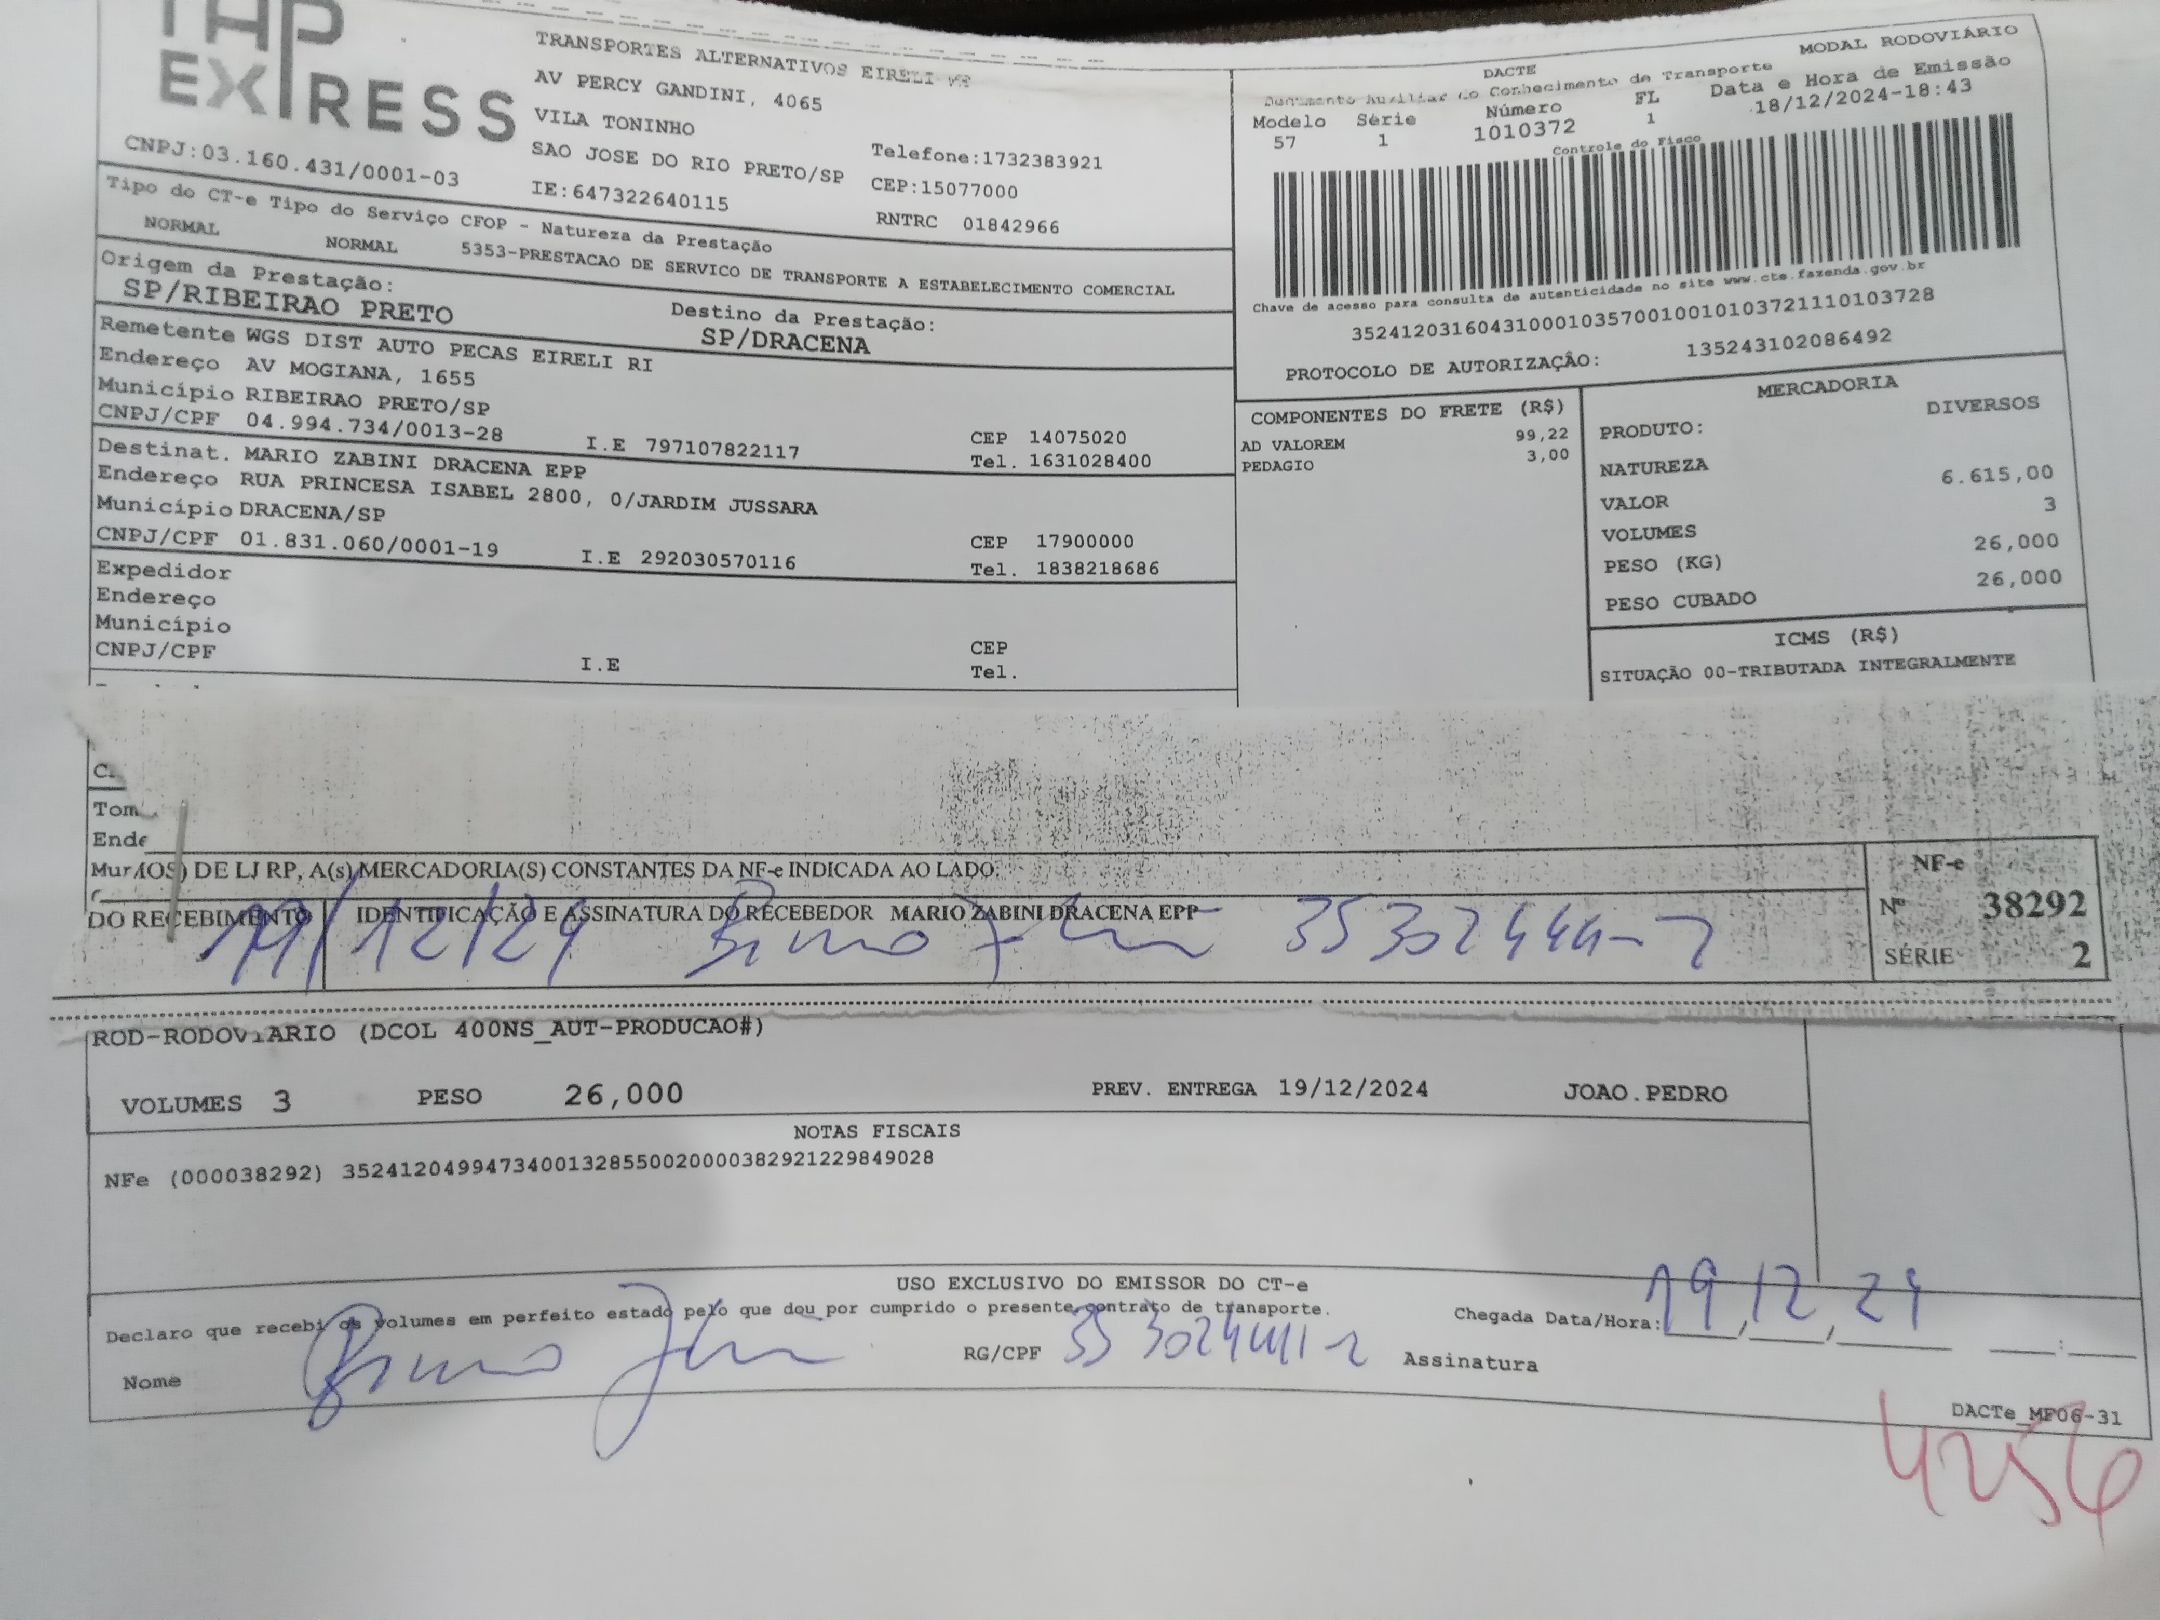 TAP
EXPRESS
CNPJ:03.160.431/0001-03
TRANSPORTES ALTERNATIVOS EIRELI
AV PERCY GANDINI, 4065
VILA TONINHO
SAO JOSE DO RIO PRETO/SP
IE:647322640115
Telefone:1732383921
CEP:15077000
RNTRC 01842966
DACTE
MODAL RODOVIÁRIO
Documento Auxiliar do Conhecimento de Transporte
Modelo Série Número FL Data e Hora de Emissão
57 1 1010372 1 18/12/2024-18:43
Controle do Fisco
Chave de acesso para consulta de autenticidade no site www.cte.fazenda.gov.br
35241203160431000103570010010103721110103728
PROTOCOLO DE AUTORIZAÇÃO: 135243102086492
Tipo do CT-e Tipo do Serviço CFOP - Natureza da Prestação
NORMAL NORMAL 5353-PRESTACAO DE SERVICO DE TRANSPORTE A ESTABELECIMENTO COMERCIAL
Origem da Prestação:
SP/RIBEIRAO PRETO
Destino da Prestação:
SP/DRACENA
Remetente WGS DIST AUTO PECAS EIRELI RI
Endereço AV MOGIANA, 1655
Município RIBEIRAO PRETO/SP
CNPJ/CPF 04.994.734/0013-28 I.E 797107822117
CEP 14075020
Tel. 1631028400
Destinat. MARIO ZABINI DRACENA EPP
Endereço RUA PRINCESA ISABEL 2800, 0/JARDIM JUSSARA
Município DRACENA/SP
CNPJ/CPF 01.831.060/0001-19 I.E 292030570116
CEP 17900000
Tel. 1838218686
Expedidor
Endereço
Município
CNPJ/CPF I.E
CEP
Tel.
COMPONENTES DO FRETE (R$)
AD VALOREM 99,22
PEDAGIO 3,00
MERCADORIA
PRODUTO: DIVERSOS
NATUREZA
VALOR 6.615,00
VOLUMES 3
PESO (KG) 26,000
PESO CUBADO 26,000
ICMS (R$)
SITUAÇÃO 00-TRIBUTADA INTEGRALMENTE
(OS) DE LJ RP, A(s) MERCADORIA(S) CONSTANTES DA NF-e INDICADA AO LADO.
DO RECEBIMENTO IDENTIFICAÇÃO E ASSINATURA DO RECEBEDOR MARIO ZABINI DRACENA EPP
19/12/24 Bruno
NF-e
Nº 38292
SÉRIE 2
ROD-RODOVIARIO (DCOL 400NS_AUT-PRODUCAO#)
VOLUMES 3 PESO 26,000 PREV. ENTREGA 19/12/2024 JOAO.PEDRO
NOTAS FISCAIS
NFe (000038292) 35241204994734001328550020000382921229849028
USO EXCLUSIVO DO EMISSOR DO CT-e
Declaro que recebi os volumes em perfeito estado pelo que dou por cumprido o presente contrato de transporte.
Chegada Data/Hora: 19,12,24
Nome Bruno
RG/CPF
Assinatura
DACTe_MF06-31
4256